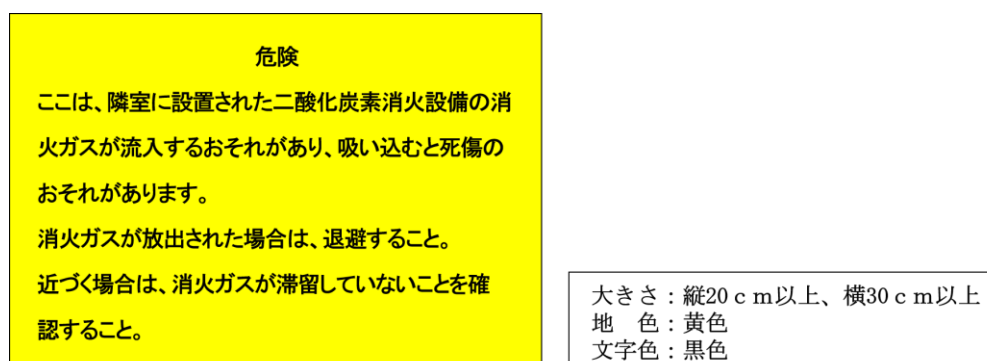 危険
ここは、隣室に設置された二酸化炭素消火設備の消
火ガスが流入するおそれがあり、吸い込むと死傷の
おそれがあります。
消火ガスが放出された場合は、退避すること。
近づく場合は、消火ガスが滞留していないことを確
認すること。
大きさ：縦20ｃｍ以上、横30ｃｍ以上
地　色：黄色
文字色：黒色